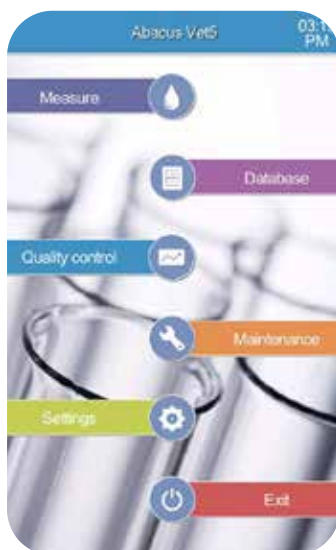 Abacus Vet5
03:1
PM
Measure
Database
Quality control
Maintenance
Settings
Exit